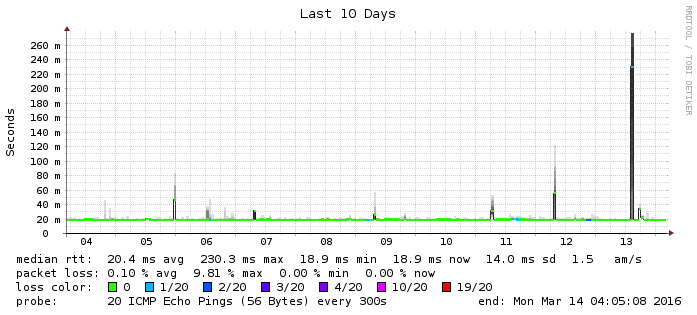 Last 10 Days
RRDTOOL / TOBI OETIKER
Seconds
260 m
240 m
220 m
200 m
180 m
160 m
140 m
120 m
100 m
80 m
60 m
40 m
20 m
0
04 05 06 07 08 09 10 11 12 13
median rtt: 20.4 ms avg 230.3 ms max 18.9 ms min 18.9 ms now 14.0 ms sd 1.5 am/s
packet loss: 0.10 % avg 9.81 % max 0.00 % min 0.00 % now
loss color: 0 1/20 2/20 3/20 4/20 10/20 19/20
probe: 20 ICMP Echo Pings (56 Bytes) every 300s end: Mon Mar 14 04:05:08 2016